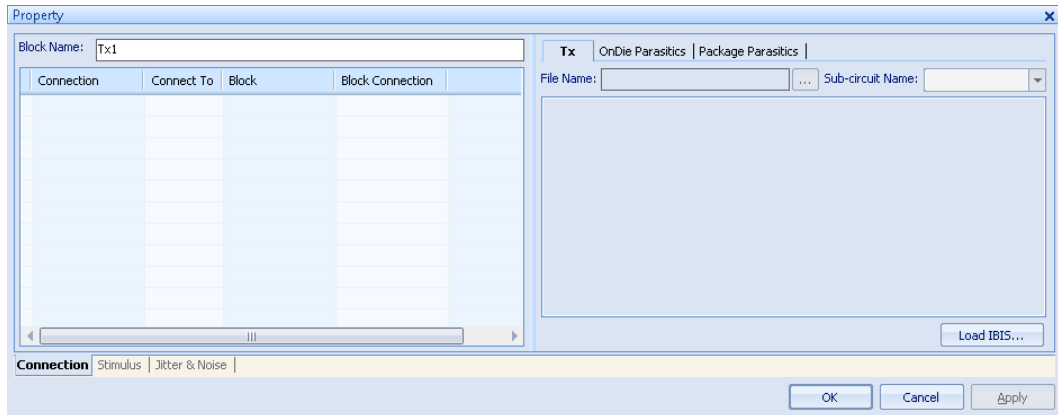 Property
Block Name: Tx1
Connection Connect To Block Block Connection
Tx OnDie Parasitics Package Parasitics
File Name: ... Sub-circuit Name:
Load IBIS...
Connection Stimulus Jitter & Noise
OK Cancel Apply